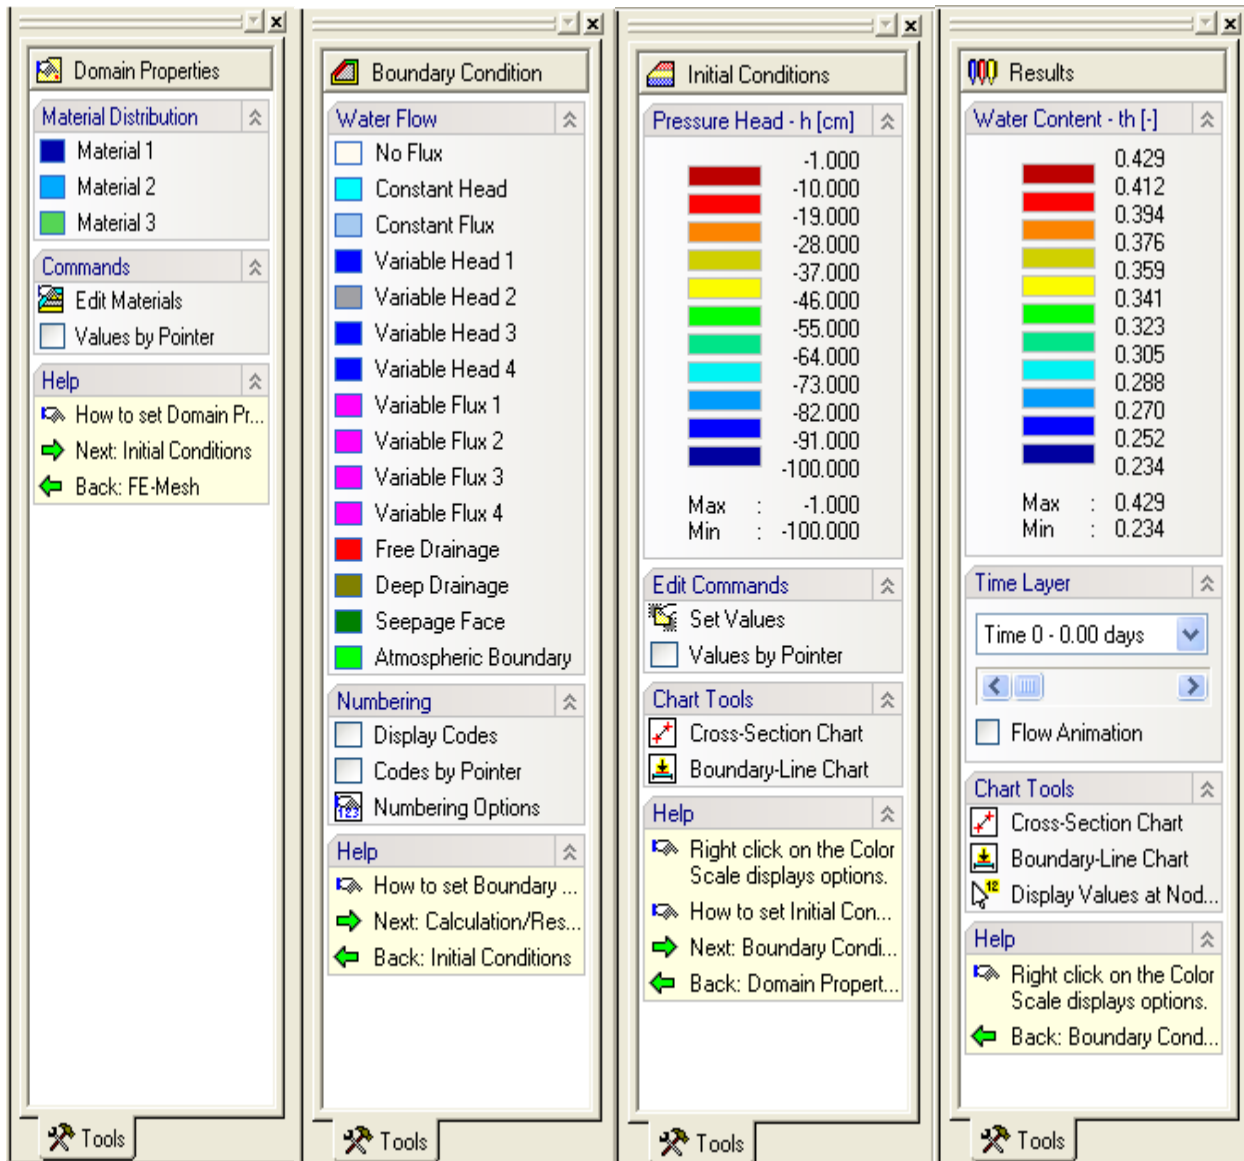 Domain Properties
Material Distribution
Material 1
Material 2
Material 3
Commands
Edit Materials
Values by Pointer
Help
How to set Domain Pr...
Next: Initial Conditions
Back: FE-Mesh
Tools
Boundary Condition
Water Flow
No Flux
Constant Head
Constant Flux
Variable Head 1
Variable Head 2
Variable Head 3
Variable Head 4
Variable Flux 1
Variable Flux 2
Variable Flux 3
Variable Flux 4
Free Drainage
Deep Drainage
Seepage Face
Atmospheric Boundary
Numbering
Display Codes
Codes by Pointer
123
Numbering Options
Help
How to set Boundary ...
Next: Calculation/Res...
Back: Initial Conditions
Tools
Initial Conditions
Pressure Head - h [cm]
-1.000
-10.000
-19.000
-28.000
-37.000
-46.000
-55.000
-64.000
-73.000
-82.000
-91.000
-100.000
Max : -1.000
Min : -100.000
Edit Commands
Set Values
Values by Pointer
Chart Tools
Cross-Section Chart
Boundary-Line Chart
Help
Right click on the Color
Scale displays options.
How to set Initial Con...
Next: Boundary Condi...
Back: Domain Propert...
Tools
Results
Water Content - th [-]
0.429
0.412
0.394
0.376
0.359
0.341
0.323
0.305
0.288
0.270
0.252
0.234
Max : 0.429
Min : 0.234
Time Layer
Time 0 - 0.00 days
Flow Animation
Chart Tools
Cross-Section Chart
Boundary-Line Chart
12
Display Values at Nod...
Help
Right click on the Color
Scale displays options.
Back: Boundary Cond...
Tools